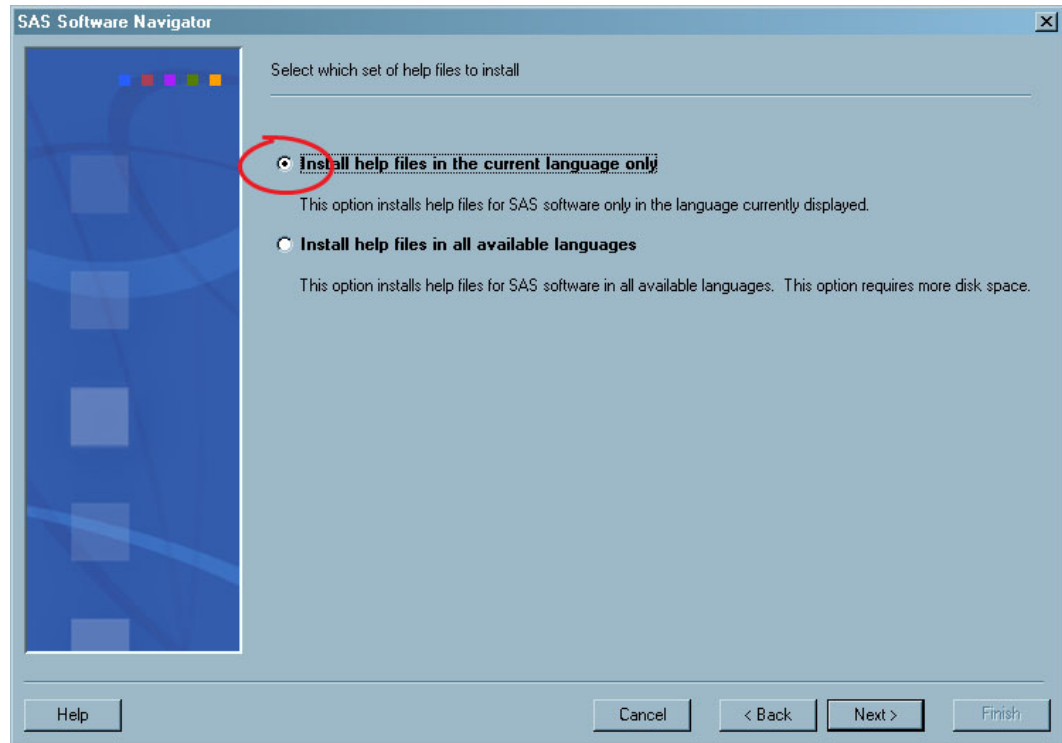 SAS Software Navigator
Select which set of help files to install
Install help files in the current language only
This option installs help files for SAS software only in the language currently displayed.
Install help files in all available languages
This option installs help files for SAS software in all available languages. This option requires more disk space.
Help
Cancel
< Back
Next >
Finish